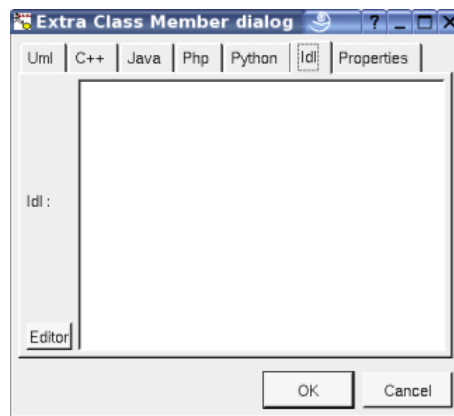 Extra Class Member dialog
Uml C++ Java Php Python Idl Properties
Idl :
Editor
OK Cancel